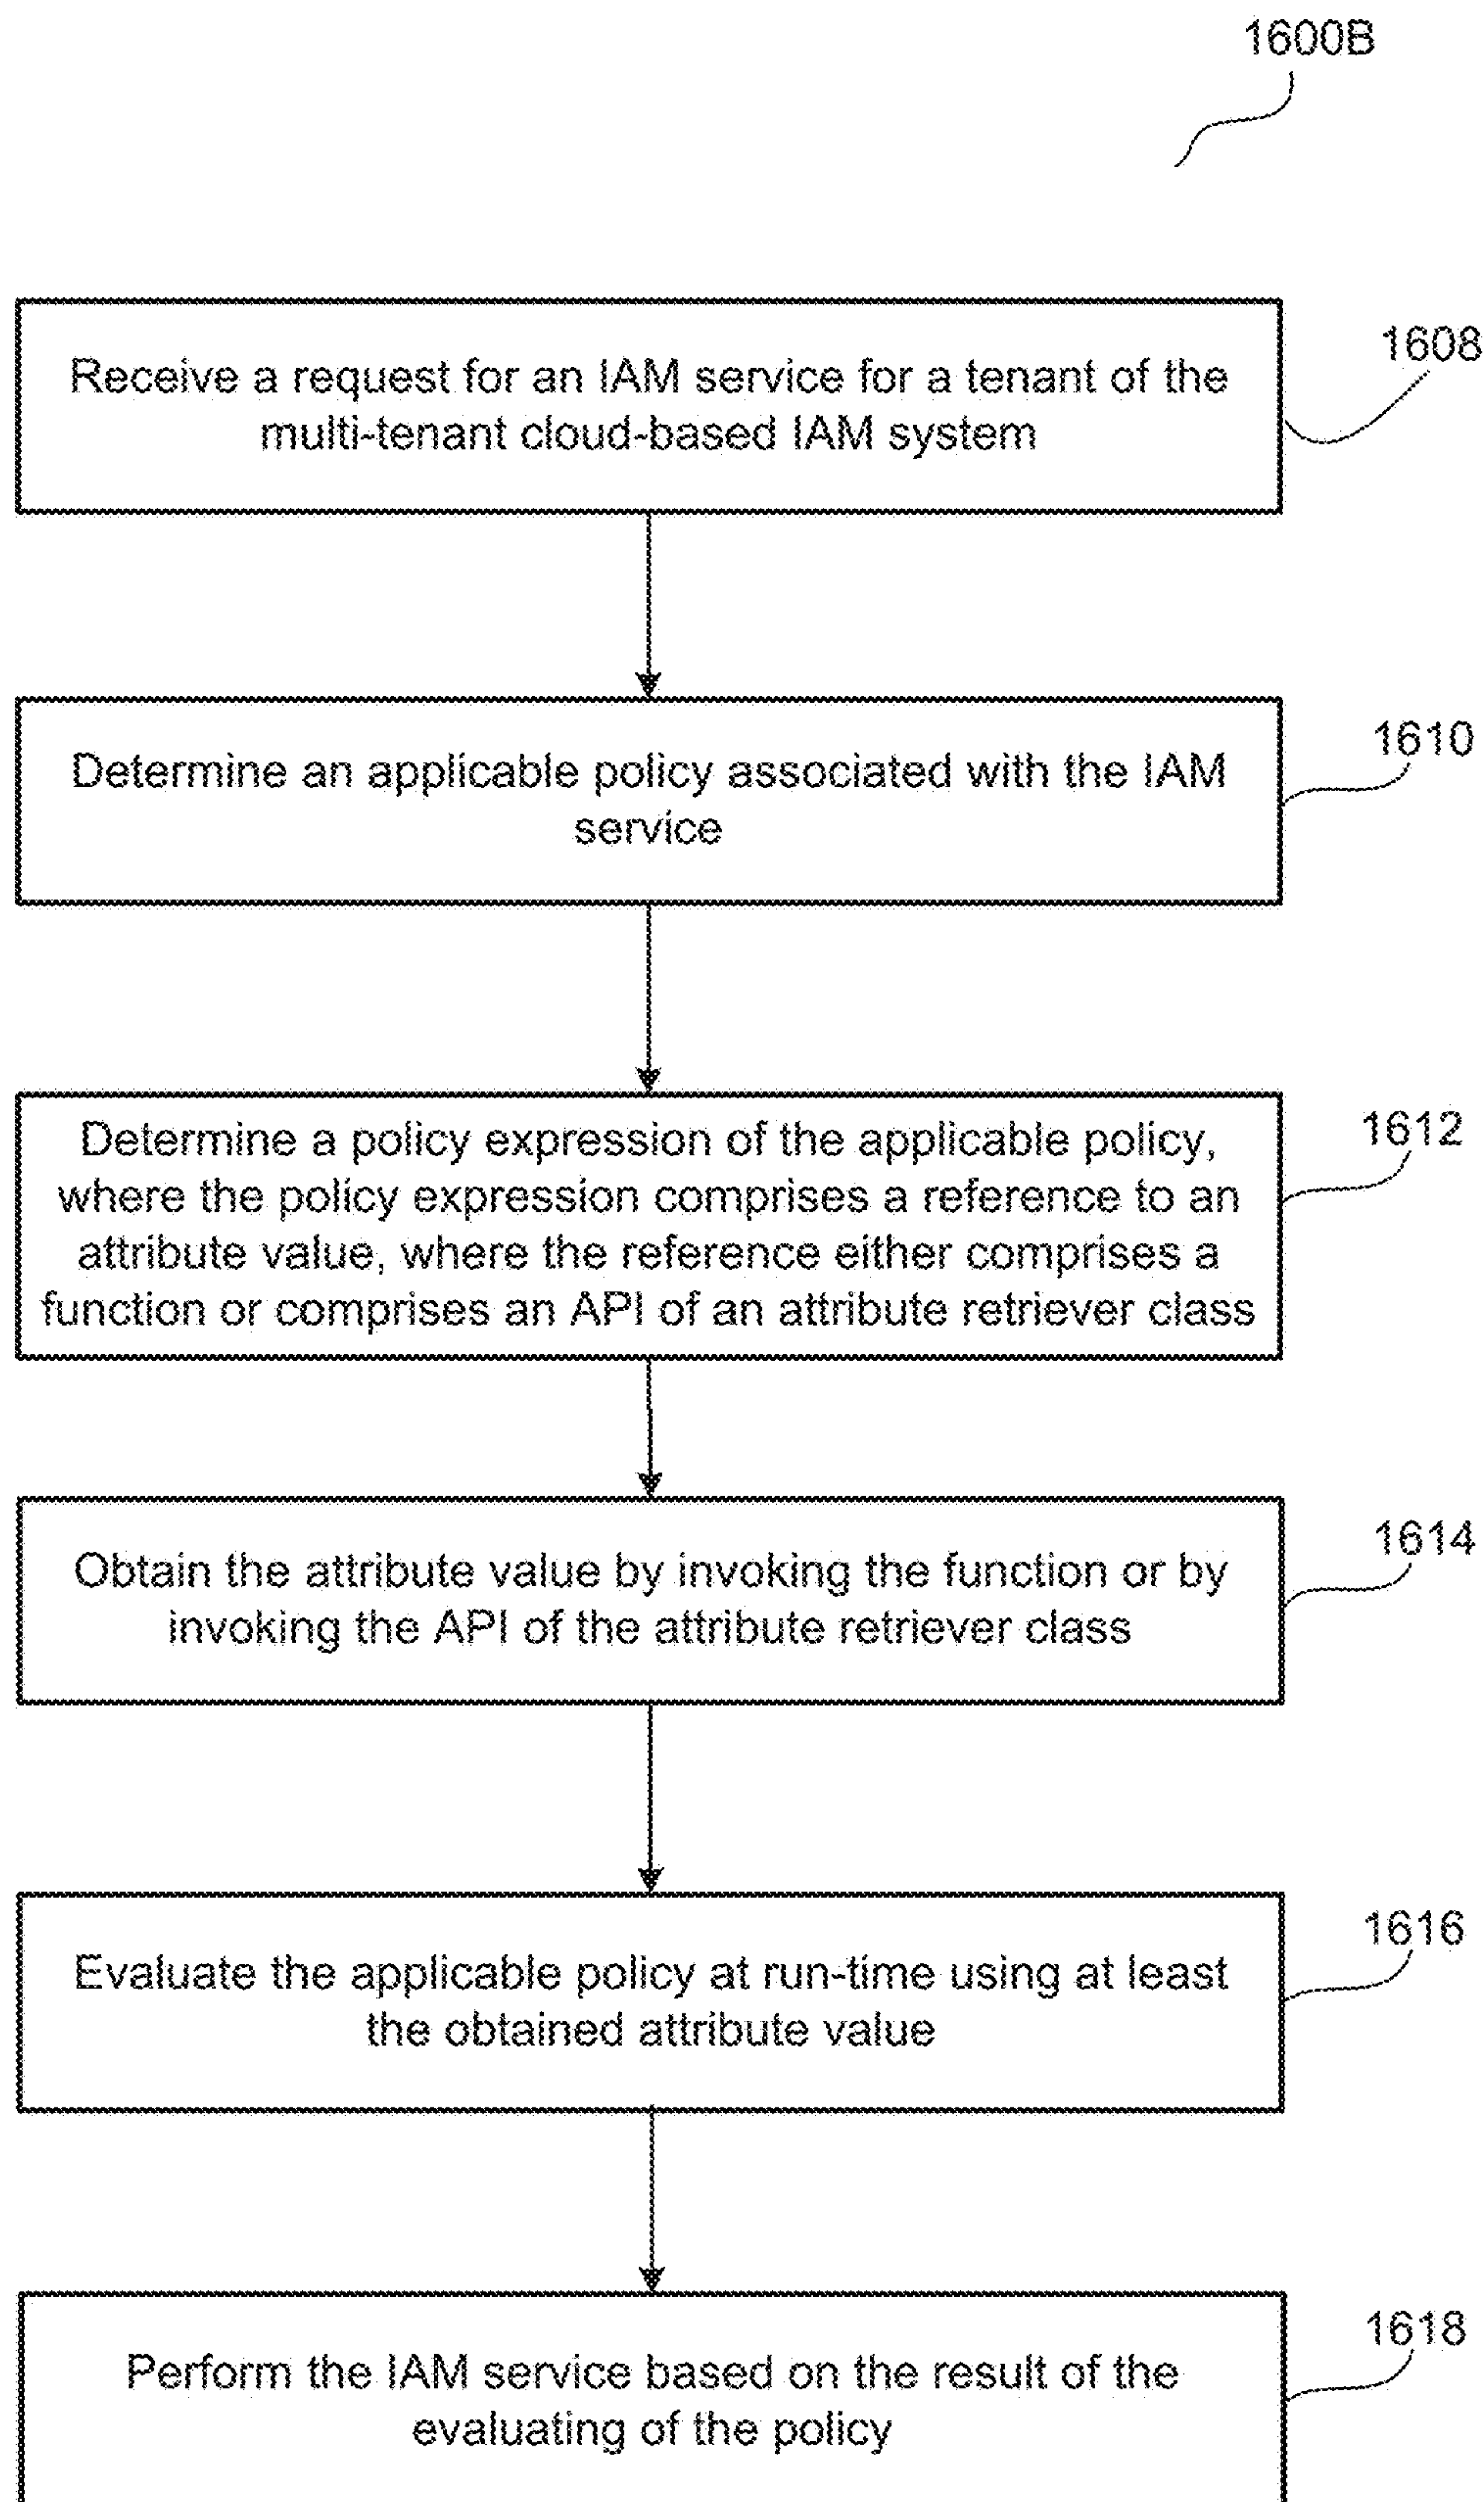 1600B
Receive a request for an IAM service for a tenant of the
multi-tenant cloud-based IAM system
1608
Determine an applicable policy associated with the IAM
service
1610
Determine a policy expression of the applicable policy,
where the policy expression comprises a reference to an
attribute value, where the reference either comprises a
function or comprises an API of an attribute retriever class
1612
Obtain the attribute value by invoking the function or by
invoking the API of the attribute retriever class
1614
Evaluate the applicable policy at run-time using at least
the obtained attribute value
1616
Perform the IAM service based on the result of the
evaluating of the policy
1618